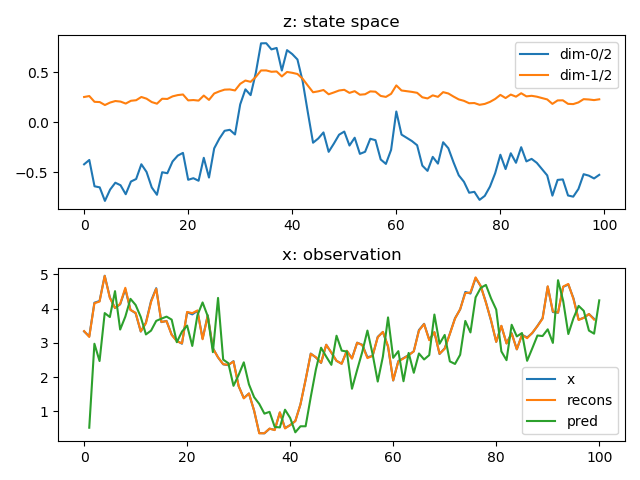 z: state space
dim-0/2
dim-1/2
0.5
0.0
−0.5
0 20 40 60 80 100
x: observation
5
4
3
2
1
x
recons
pred
0 20 40 60 80 100